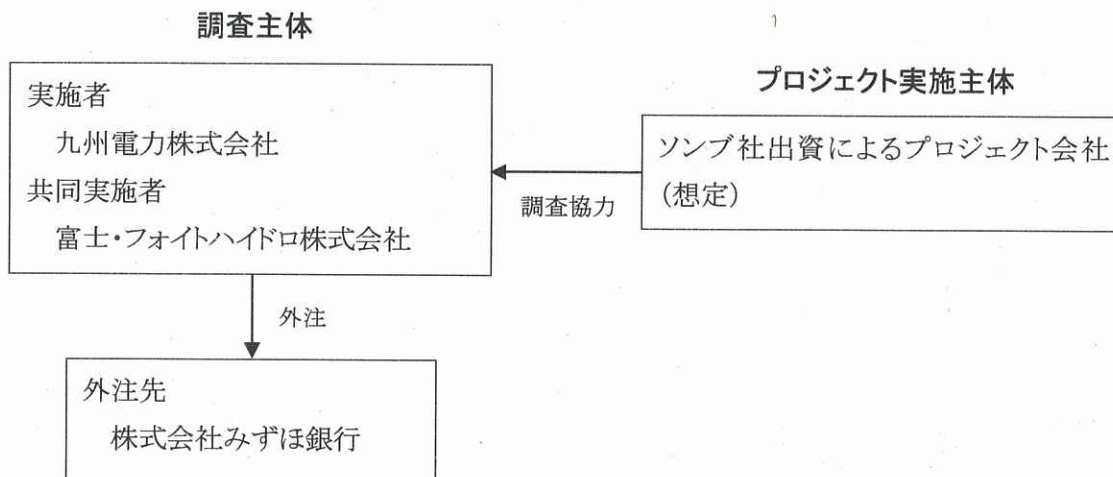 調査主体
実施者
九州電力株式会社
共同実施者
富士・フォイトハイドロ株式会社
プロジェクト実施主体
ソンブ社出資によるプロジェクト会社
(想定)
調査協力
外注
外注先
株式会社みずほ銀行